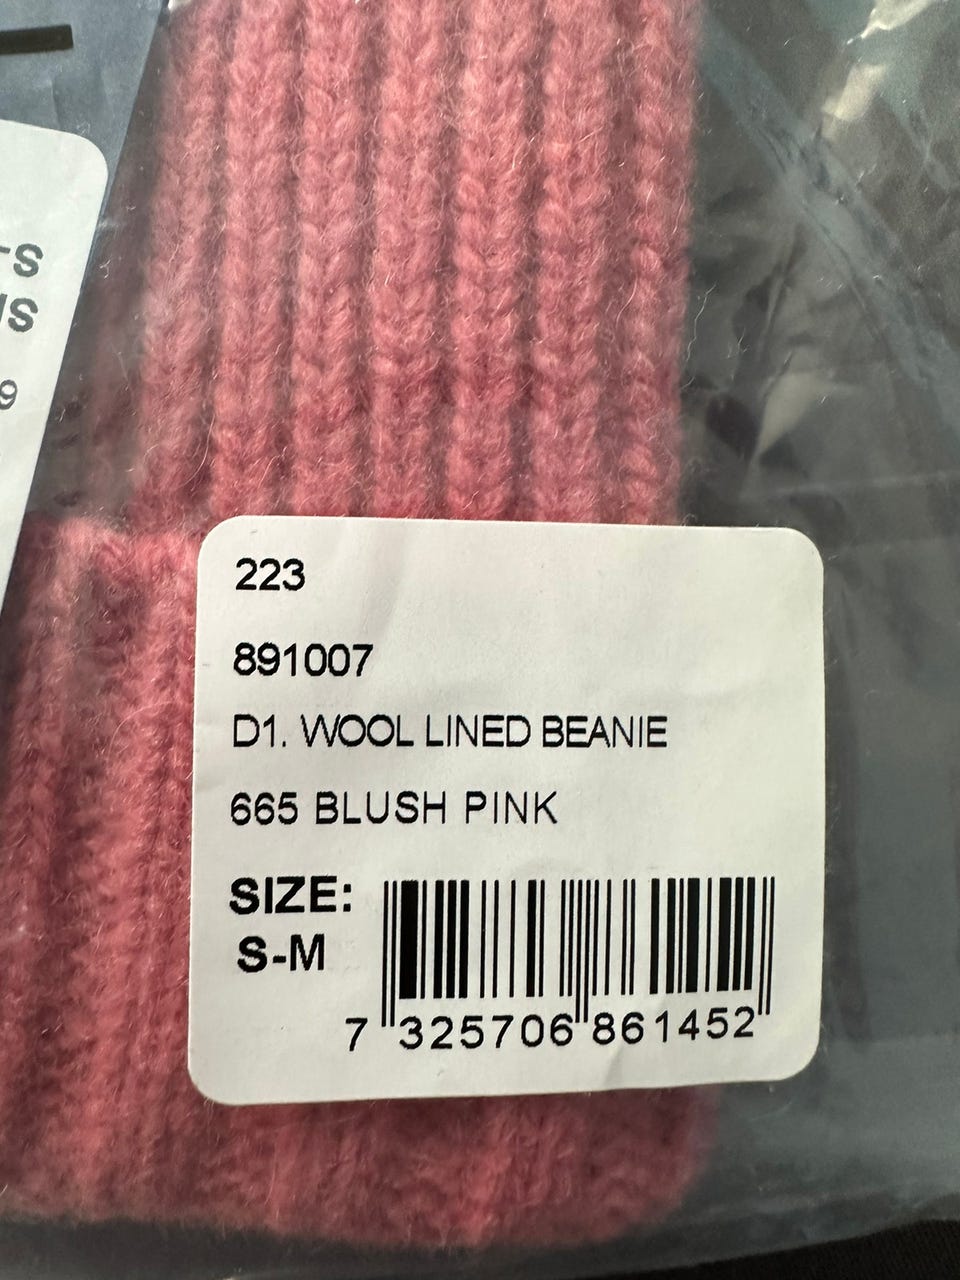 223
891007
D1. WOOL LINED BEANIE
665 BLUSH PINK
SIZE:
S-M
7 325706 861452